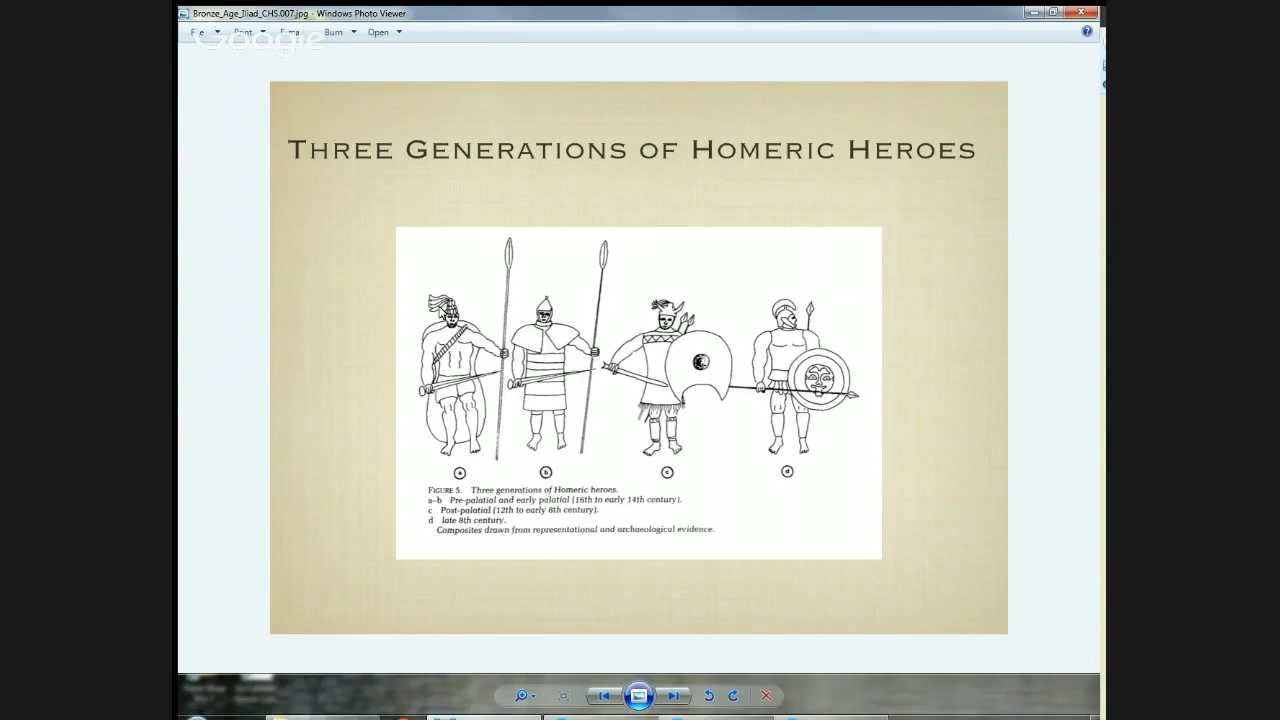 Bronze_Age_Iliad_CHS.007.jpg - Windows Photo Viewer
File Print E-mail Burn Open
Google
THREE GENERATIONS OF HOMERIC HEROES
a b c d
FIGURE 5. Three generations of Homeric heroes.
a-b Pre-palatial and early palatial (16th to early 14th century).
c Post-palatial (12th to early 8th century).
d late 8th century.
Composites drawn from representational and archaeological evidence.